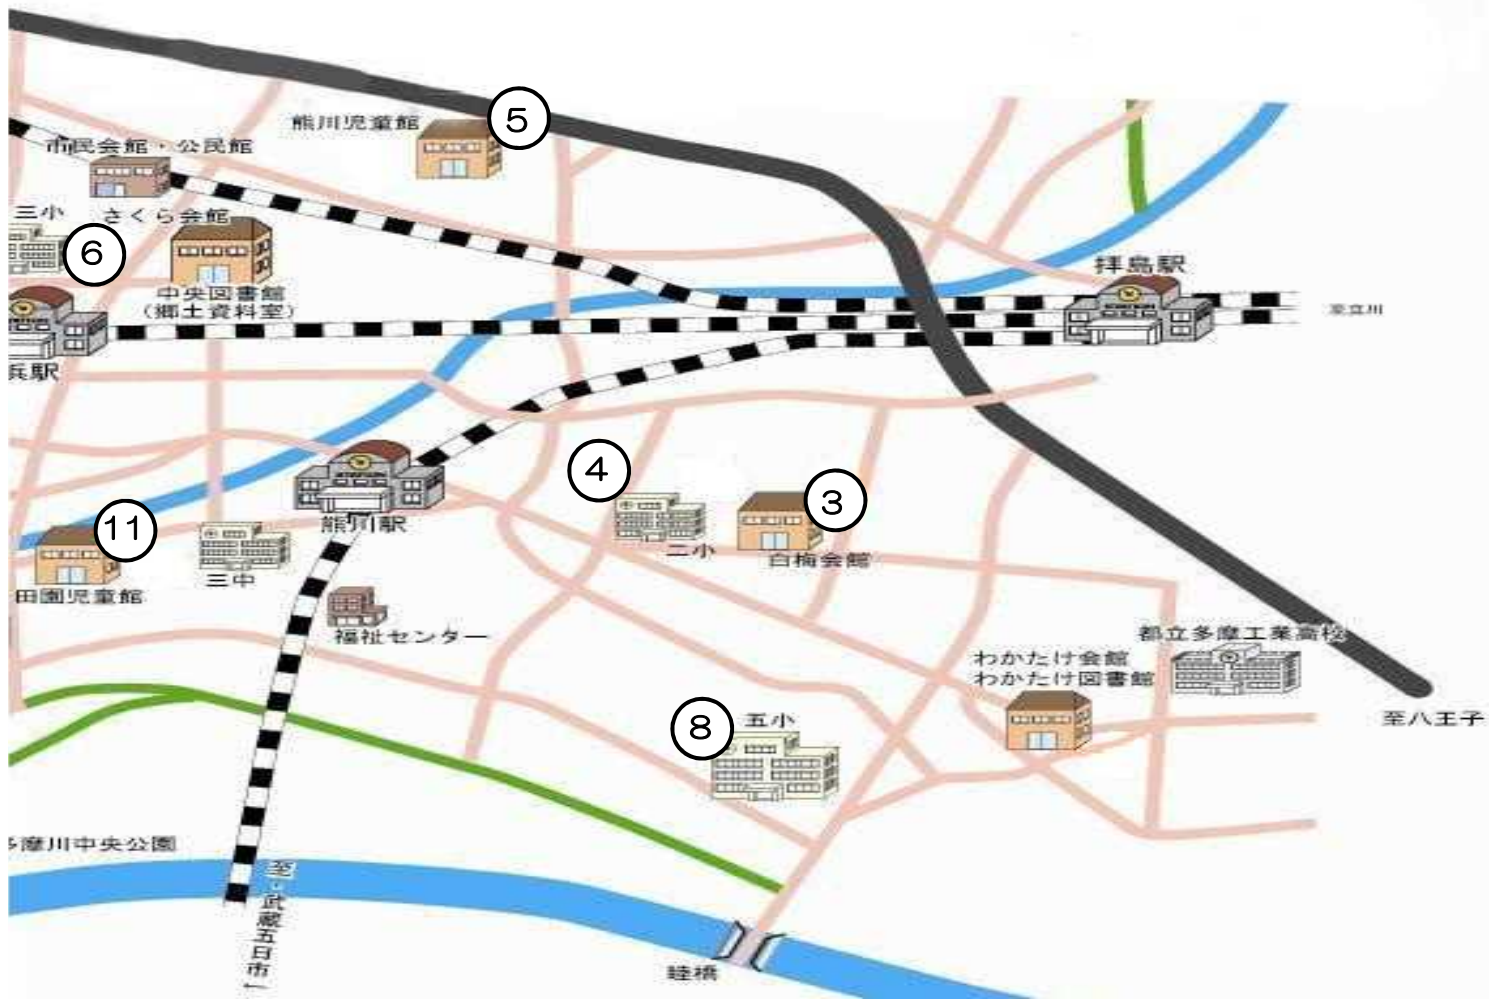 熊川児童館
5
市民会館・公民館
三小
さくら会館
6
中央図書館
(郷土資料室)
拝島駅
至立川
浜駅
4
3
二小
白梅会館
熊川駅
11
田園児童館
三中
福祉センター
都立多摩工業高校
わかたけ会館
わかたけ図書館
至八王子
8
五小
多摩川中央公園
至・武蔵五日市
睦橋